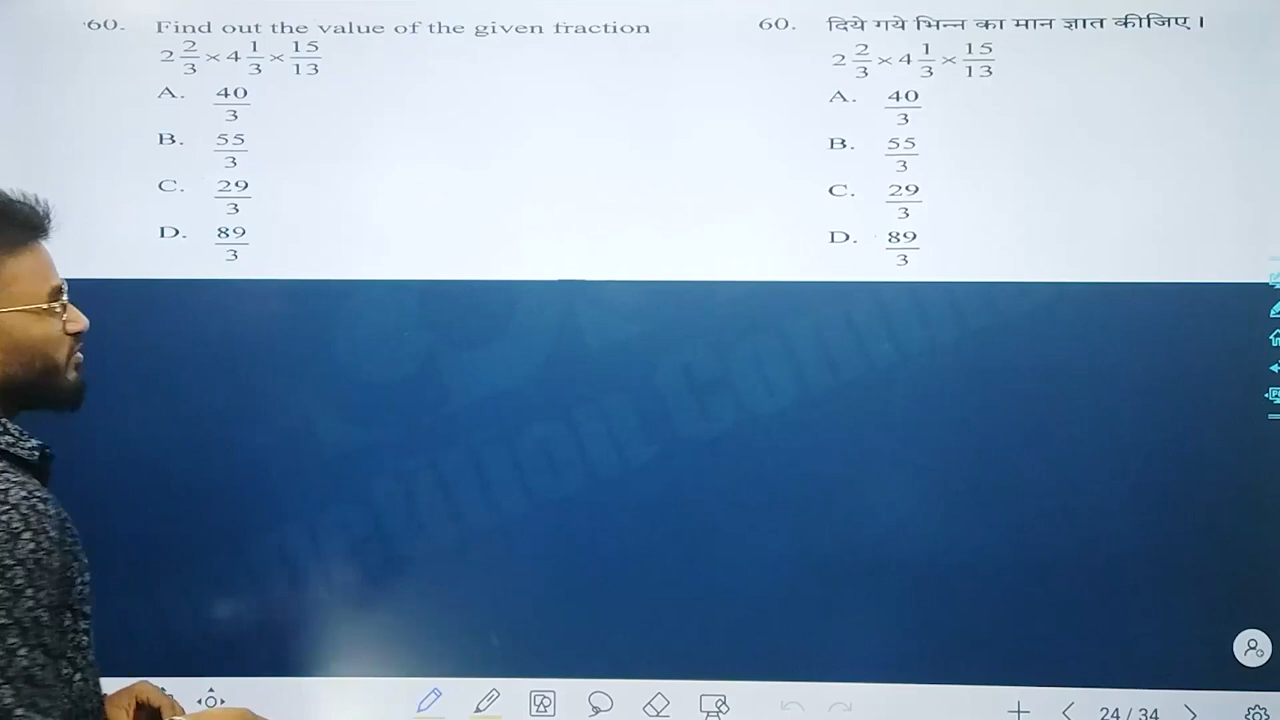 60. Find out the value of the given fraction
2 2/3 × 4 1/3 × 15/13
A. 40/3
B. 55/3
C. 29/3
D. 89/3
60. दिये गये भिन्न का मान ज्ञात कीजिए ।
2 2/3 × 4 1/3 × 15/13
A. 40/3
B. 55/3
C. 29/3
D. 89/3
24 / 34